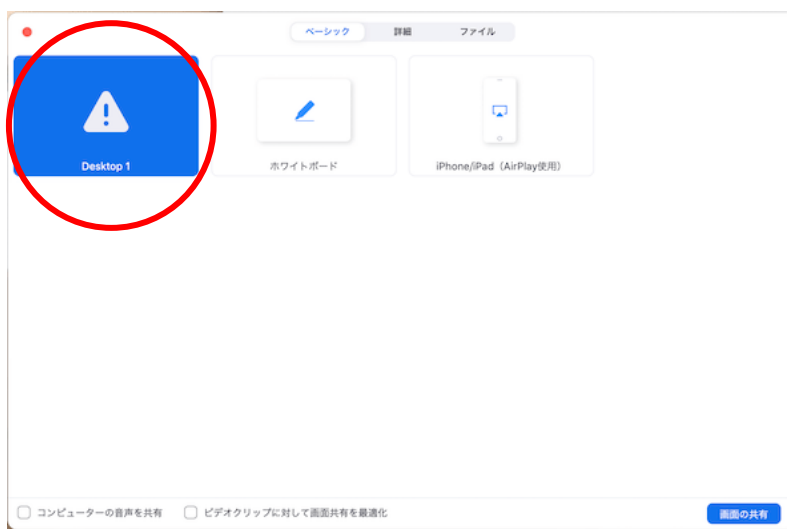 ベーシック 詳細 ファイル
Desktop 1 ホワイトボード iPhone/iPad（AirPlay使用）
コンピューターの音声を共有 ビデオクリップに対して画面共有を最適化 画面の共有